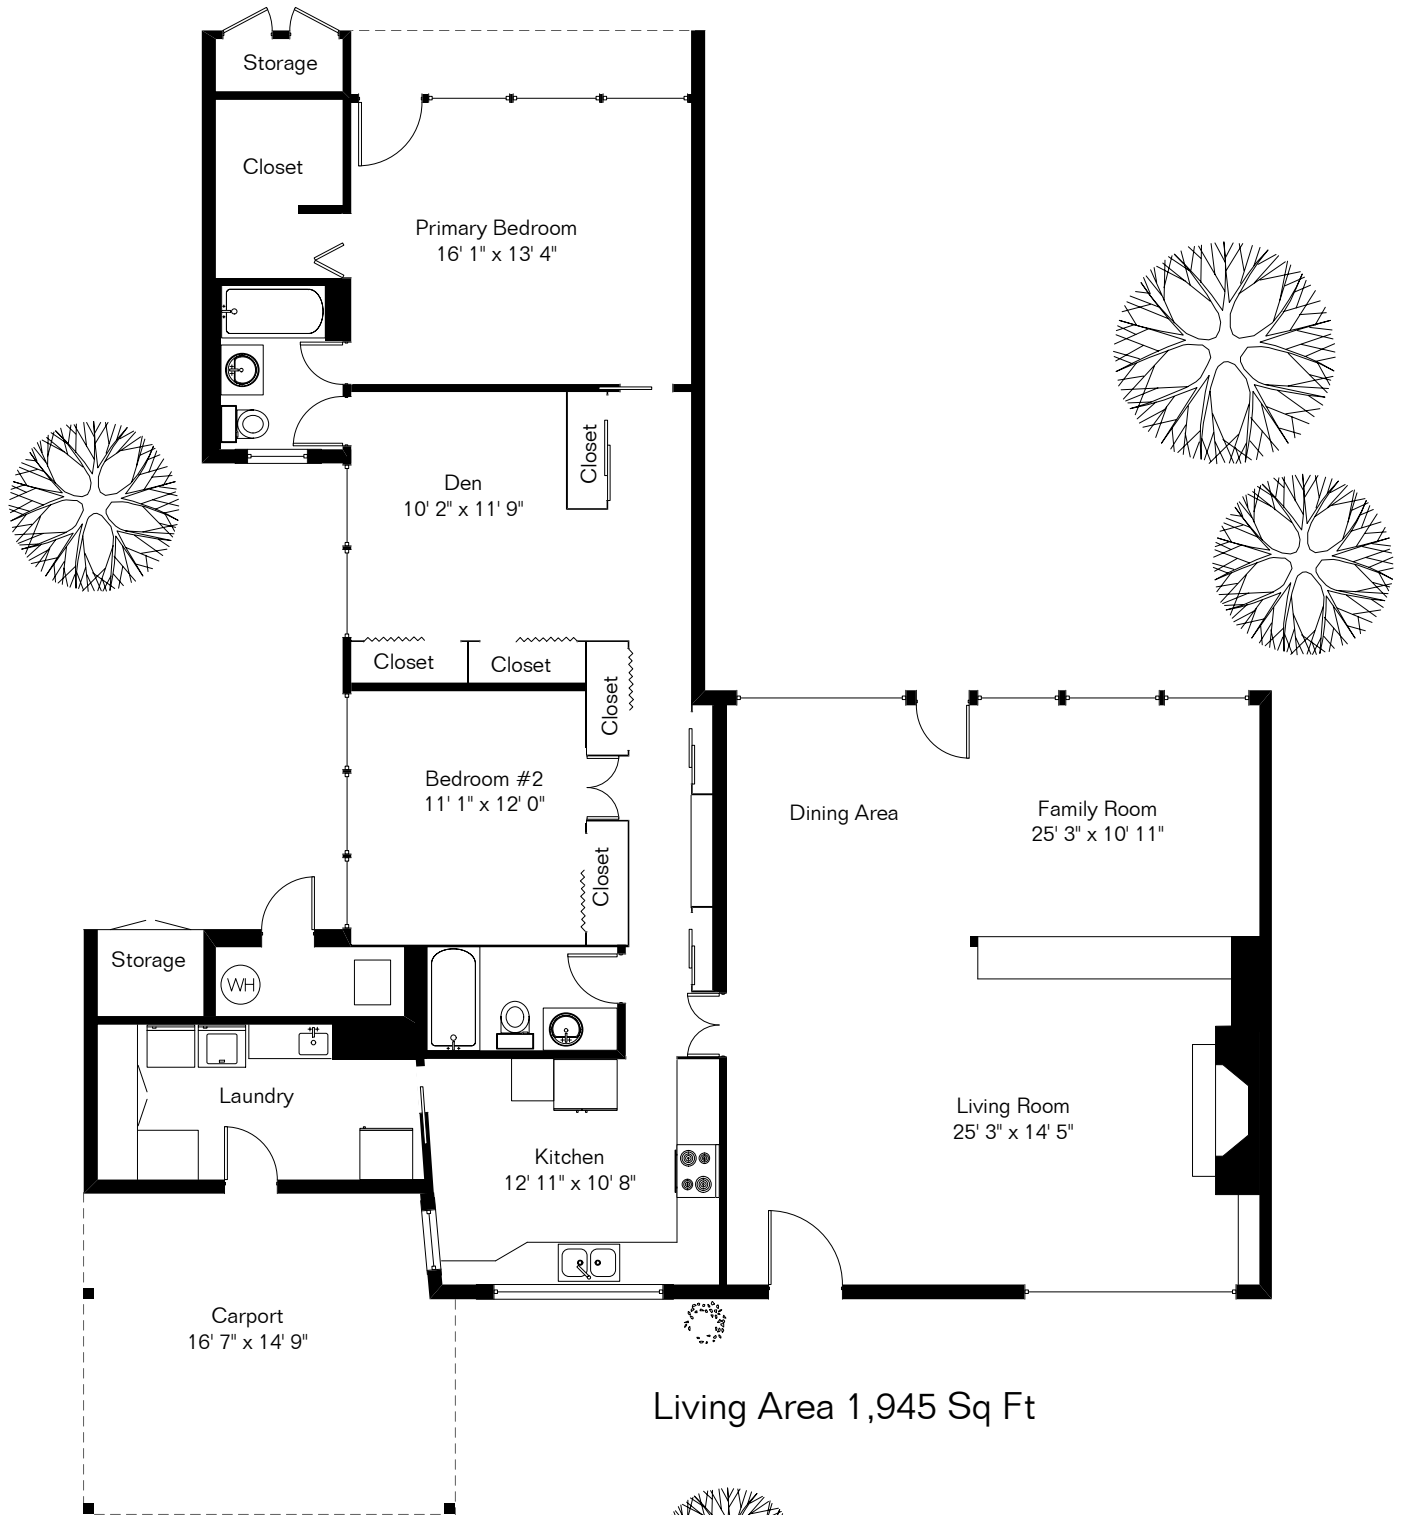 Storage
Closet
Primary Bedroom
16' 1" x 13' 4"
Closet
Den
10' 2" x 11' 9"
Closet
Closet
Closet
Bedroom #2
11' 1" x 12' 0"
Closet
Dining Area
Family Room
25' 3" x 10' 11"
Storage
WH
Laundry
Kitchen
12' 11" x 10' 8"
Living Room
25' 3" x 14' 5"
Carport
16' 7" x 14' 9"
Living Area 1,945 Sq Ft